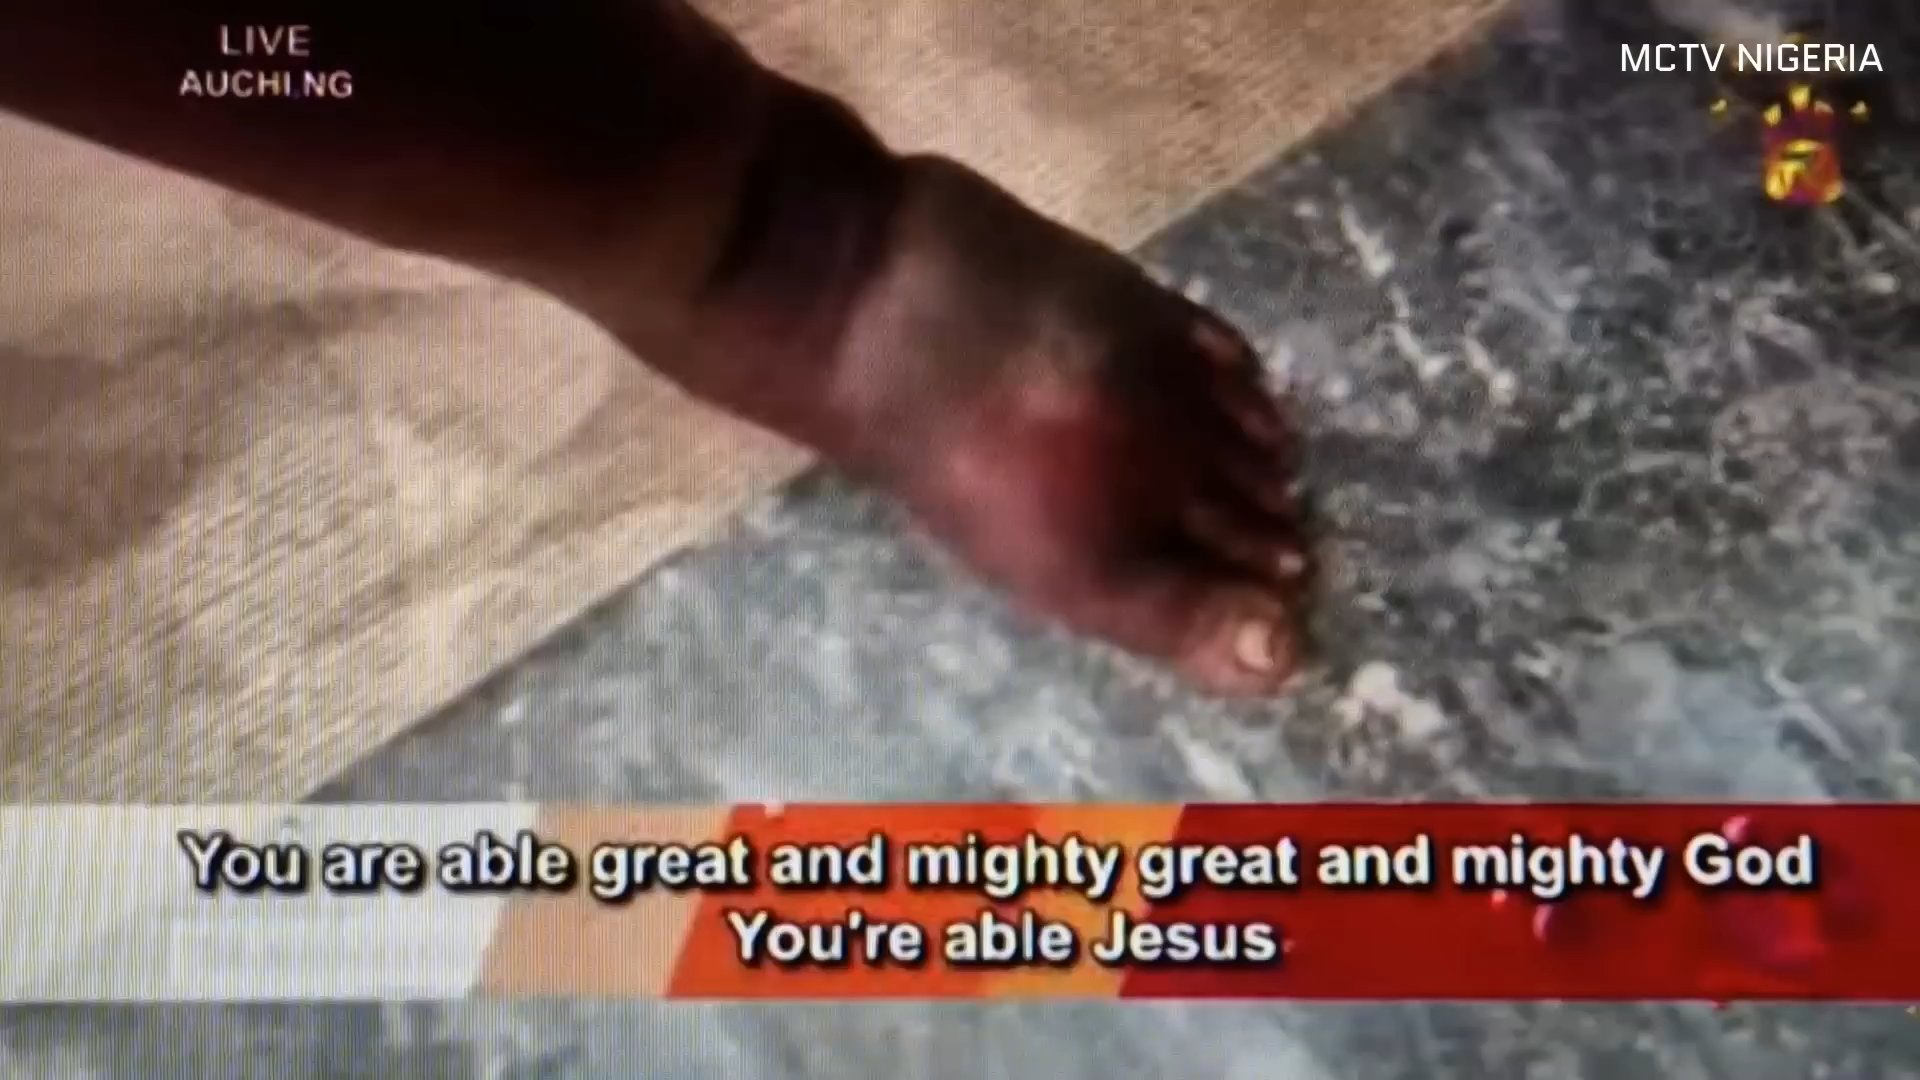 LIVE
AUCHI.NG
MCTV NIGERIA
You are able great and mighty great and mighty God
You're able Jesus